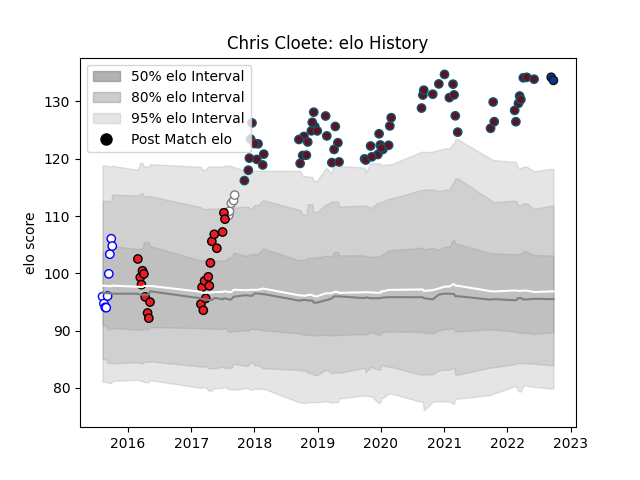 Chris Cloete: elo History
50% elo Interval
80% elo Interval
95% elo Interval
Post Match elo
elo score
130
120
110
100
90
80
2016 2017 2018 2019 2020 2021 2022 2023